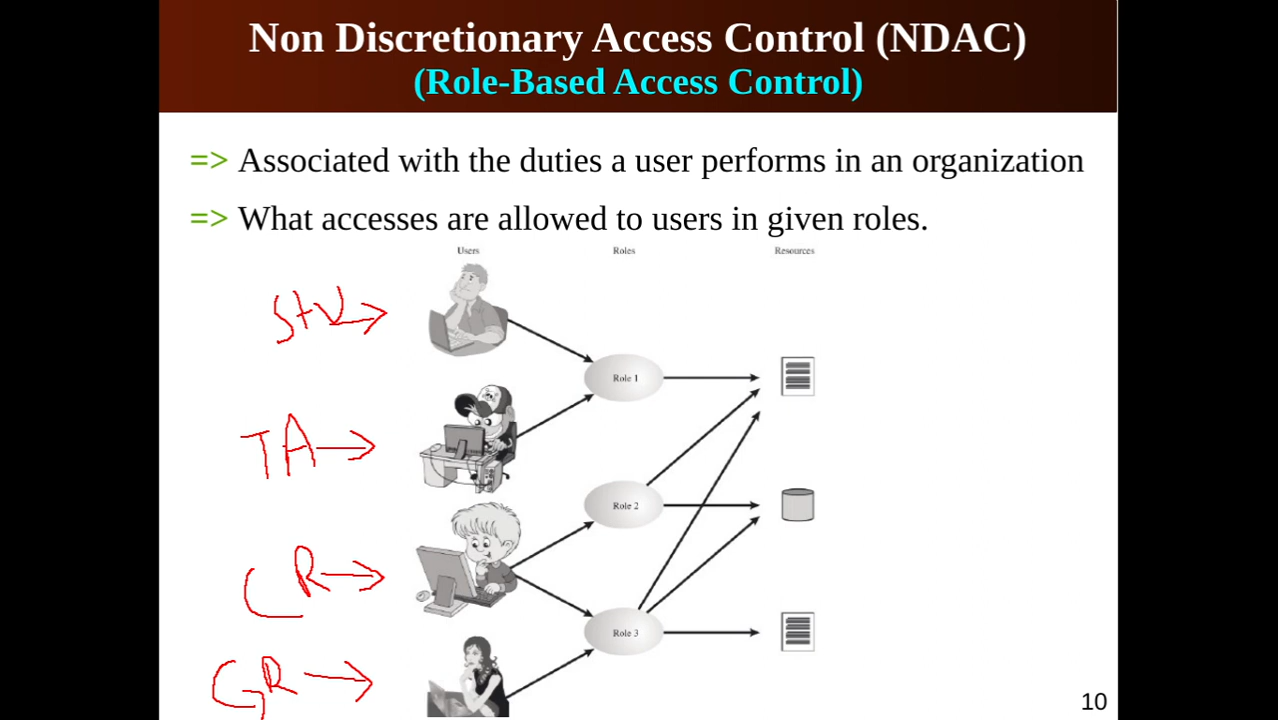 Non Discretionary Access Control (NDAC)
(Role-Based Access Control)
=> Associated with the duties a user performs in an organization
=> What accesses are allowed to users in given roles.
Users Roles Resources
Stu
Role 1
TA
Role 2
CR
Role 3
GR
10